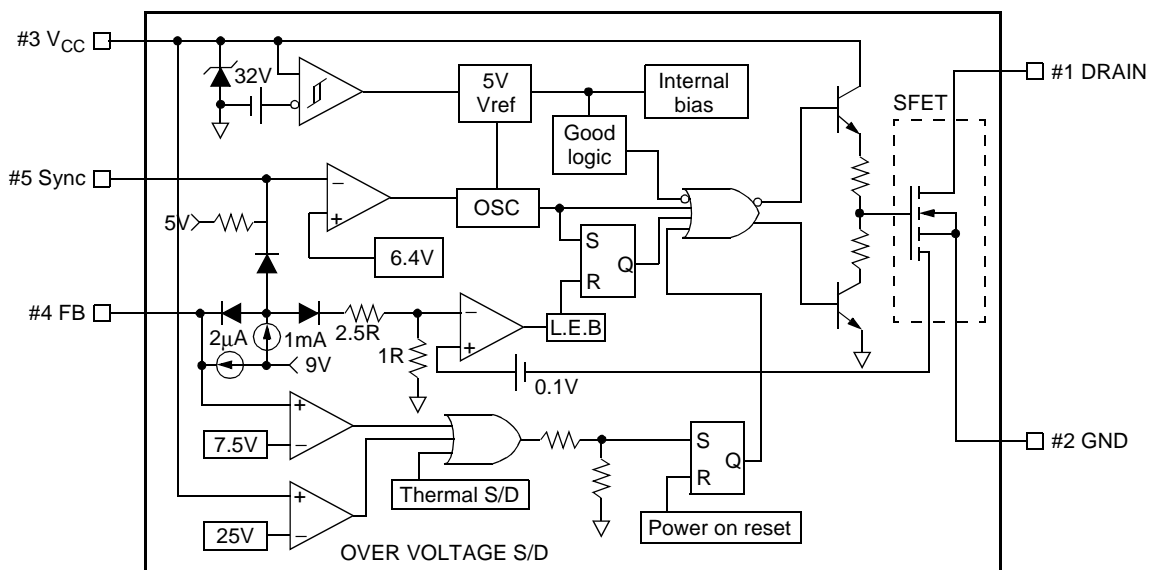 #3 VCC
32V
5V
Vref
Internal
bias
#1 DRAIN
SFET
Good
logic
#5 Sync
−
+
5V
OSC
6.4V
S
R
Q
#4 FB
2μA
1mA
9V
2.5R
1R
−
+
L.E.B
0.1V
+
−
7.5V
Thermal S/D
S
R
Q
#2 GND
+
−
25V
Power on reset
OVER VOLTAGE S/D